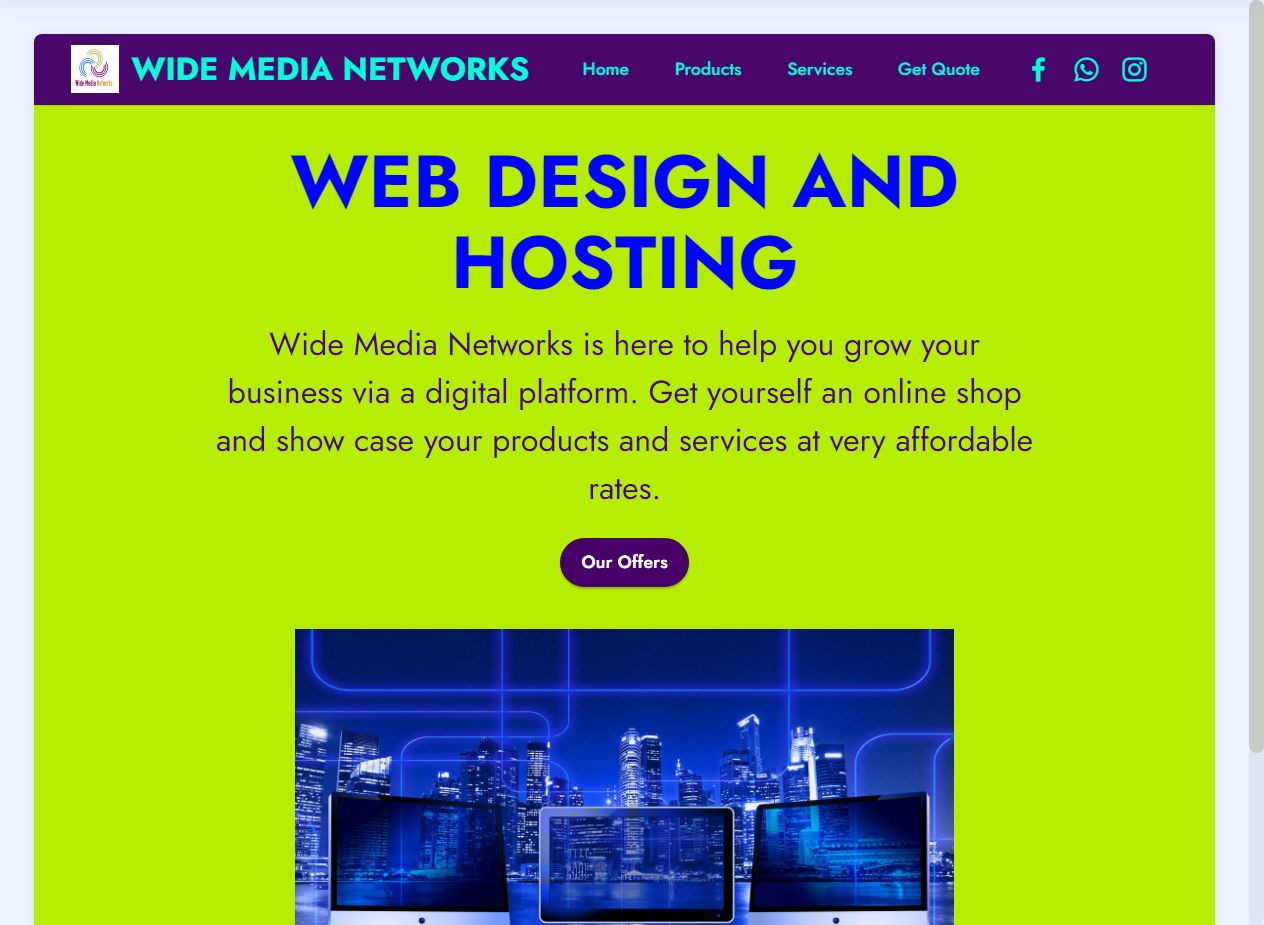 Wide Media Networks
WIDE MEDIA NETWORKS
Home
Products
Services
Get Quote
WEB DESIGN AND
HOSTING
Wide Media Networks is here to help you grow your
business via a digital platform. Get yourself an online shop
and show case your products and services at very affordable
rates.
Our Offers